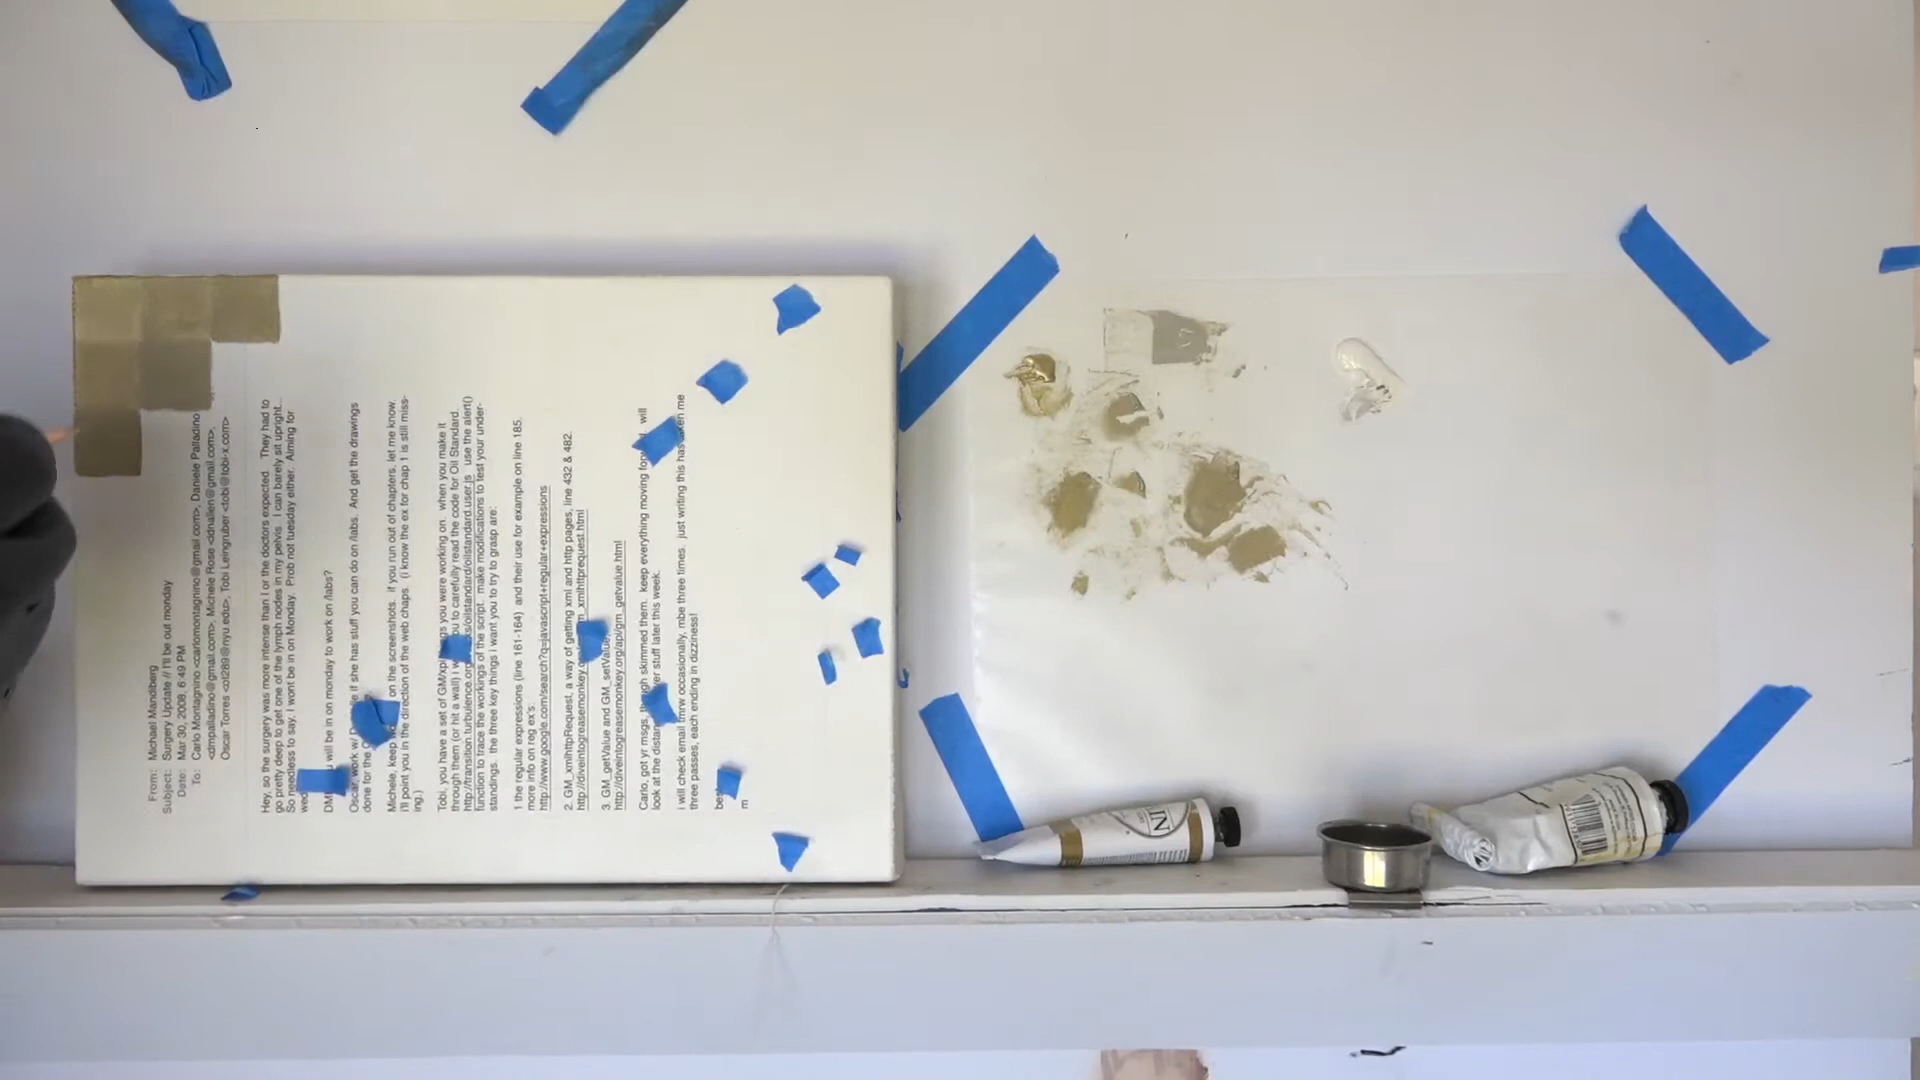 From: Michael Mandiberg
Subject: Surgery Update // I'll be out monday
Date: Mar 30, 2008, 6:49 PM
To: Carlo Montagnino <carlomontagnino@gmail.com>, Daniele Palladino
<dmpalladino@gmail.com>, Michele Rose <ddnallen@gmail.com>,
Oscar Torres <ot289@nyu.edu>, Tobi Leingruber <tobi@tobi-x.com>
Hey, so the surgery was more intense than I or the doctors expected. They had to
go pretty deep to get one of the lymph nodes in my pelvis. I can barely sit upright..
So needless to say, I wont be in on Monday. Prob not tuesday either. Aiming for
wed
will be in on monday to work on /labs?
Oscar, work w/ if she has stuff you can do on /labs. And get the drawings
done for the
Michele, keep on the screenshots. if you run out of chapters, let me know.
i'll point you in the direction of the web chaps. (i know the ex for chap 1 is still miss-
ing.)
Tobi, you have a set of you were working on. when you make it
through them (or hit a wall) i you to carefully read the code for Oil Standard.
http://transition.turbulence.org/ /oilstandard/oilstandard.user.js use the alert()
function to trace the workings of the script. make modifications to test your under-
standings. the three key things i want you to try to grasp are:
1 the regular expressions (line 161-164) and their use for example on line 185.
more info on reg ex's:
http://www.google.com/search?q=javascript+regular+expressions
2. GM_xmlhttpRequest, a way of getting xml and http pages, line 432 & 482.
http://diveintogreasemonkey. _xmlhttprequest.html
3. GM_getValue and GM_setValue
http://diveintogreasemonkey.org/api/gm_getvalue.html
Carlo, got yr msgs, skimmed them. keep everything moving will
look at the stuff later this week.
i will check email tmrw occasionally, mbe three times. just writing this has taken me
three passes, each ending in dizziness!
m